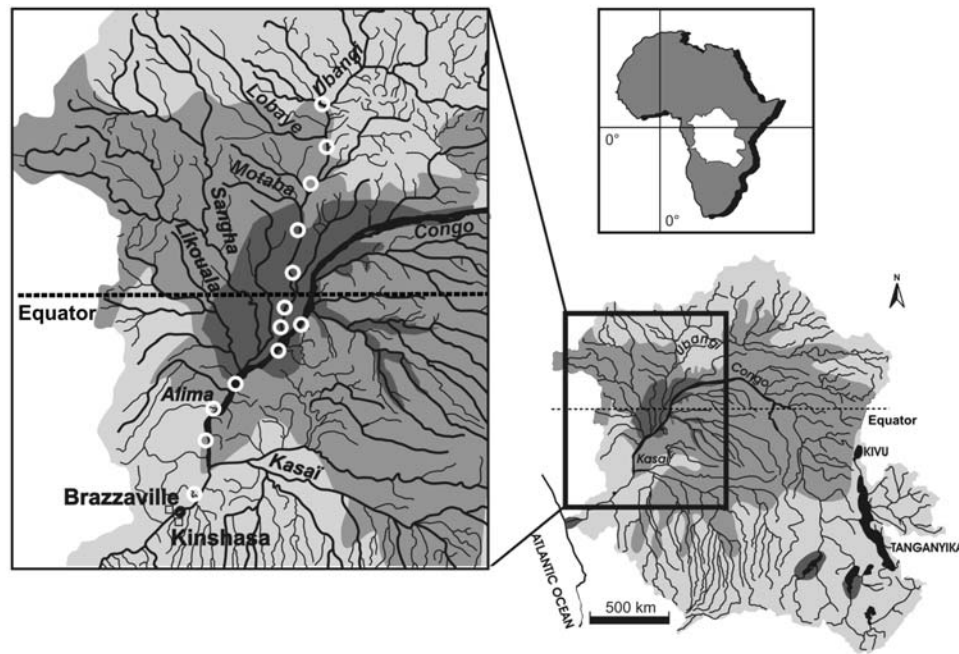 Ubangi
Lobaye
Motaba
Sangha
Likouala
Congo
Equator
Alima
Kasaï
Brazzaville
Kinshasa
0°
0°
N
Ubangi
Congo
Equator
KIVU
Kasaï
TANGANYIKA
ATLANTIC OCEAN
500 km